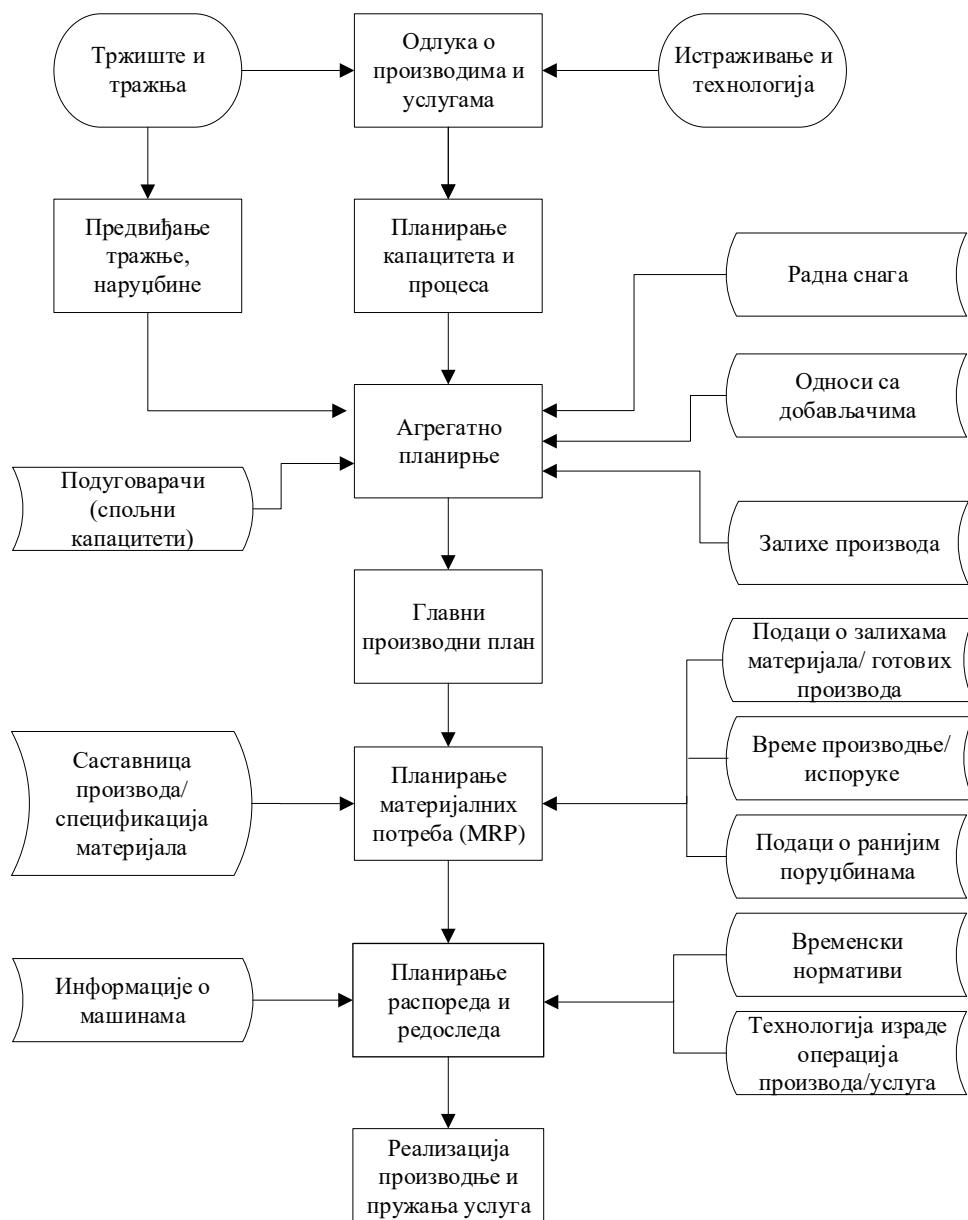 Тржиште и
тражња
Одлука о
производима и
услугама
Истраживање и
технологија
Предвиђање
тражње,
наруџбине
Планирање
капацитета и
процеса
Радна снага
Односи са
добављачима
Агрегатно
планирње
Подуговарачи
(спољни
капацитети)
Залихе производа
Главни
производни план
Подаци о залихама
материјала/ готових
производа
Саставница
производа/
спецификација
материјала
Планирање
материјалних
потреба (MRP)
Време производње/
испоруке
Подаци о ранијим
поруџбинама
Информације о
машинама
Планирање
распореда и
редоследа
Временски
нормативи
Технологија израде
операција
производа/услуга
Реализација
производње и
пружања услуга